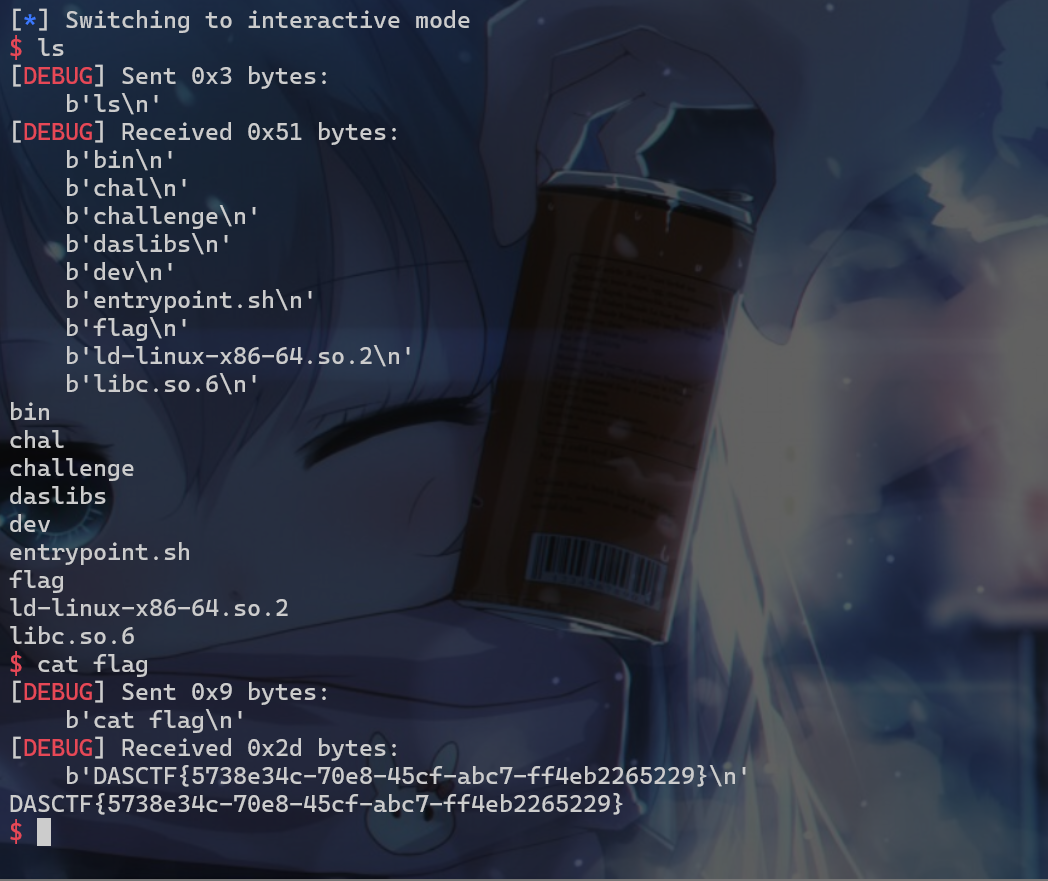 [*] Switching to interactive mode
$ ls
[DEBUG] Sent 0x3 bytes:
    b'ls\n'
[DEBUG] Received 0x51 bytes:
    b'bin\n'
    b'chal\n'
    b'challenge\n'
    b'daslibs\n'
    b'dev\n'
    b'entrypoint.sh\n'
    b'flag\n'
    b'ld-linux-x86-64.so.2\n'
    b'libc.so.6\n'
bin
chal
challenge
daslibs
dev
entrypoint.sh
flag
ld-linux-x86-64.so.2
libc.so.6
$ cat flag
[DEBUG] Sent 0x9 bytes:
    b'cat flag\n'
[DEBUG] Received 0x2d bytes:
    b'DASCTF{5738e34c-70e8-45cf-abc7-ff4eb2265229}\n'
DASCTF{5738e34c-70e8-45cf-abc7-ff4eb2265229}
$